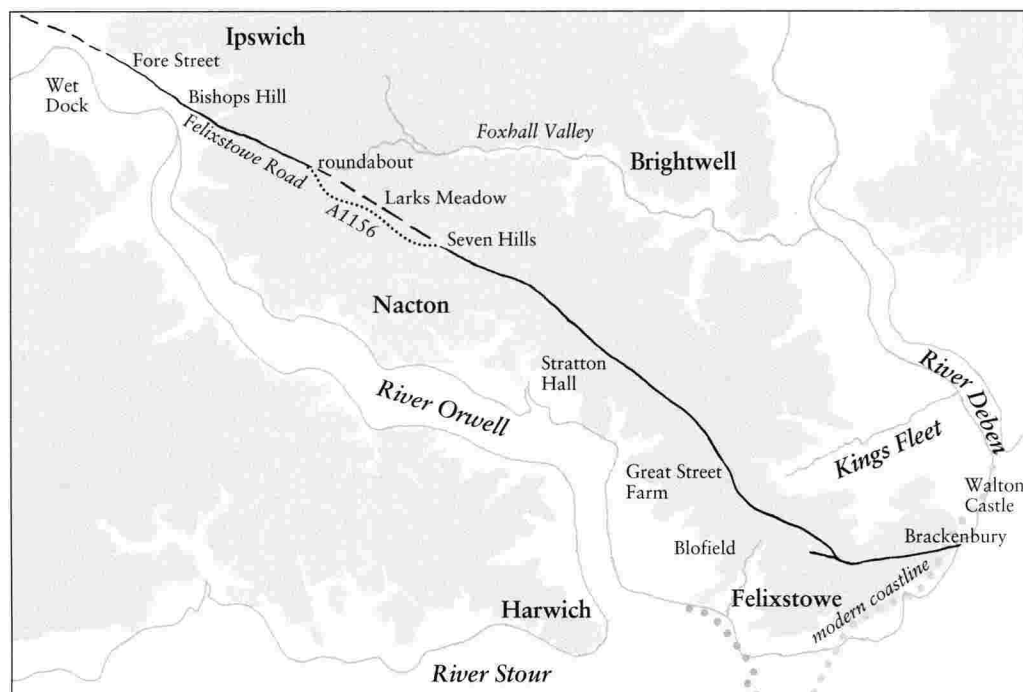 Ipswich
Fore Street
Wet
Dock
Bishops Hill
Felixstowe Road
Foxhall Valley
roundabout
Brightwell
Larks Meadow
A1156
Seven Hills
Nacton
Stratton
Hall
River Deben
River Orwell
Kings Fleet
Great Street
Farm
Walton
Castle
Brackenbury
Blofield
Felixstowe
modern coastline
Harwich
River Stour